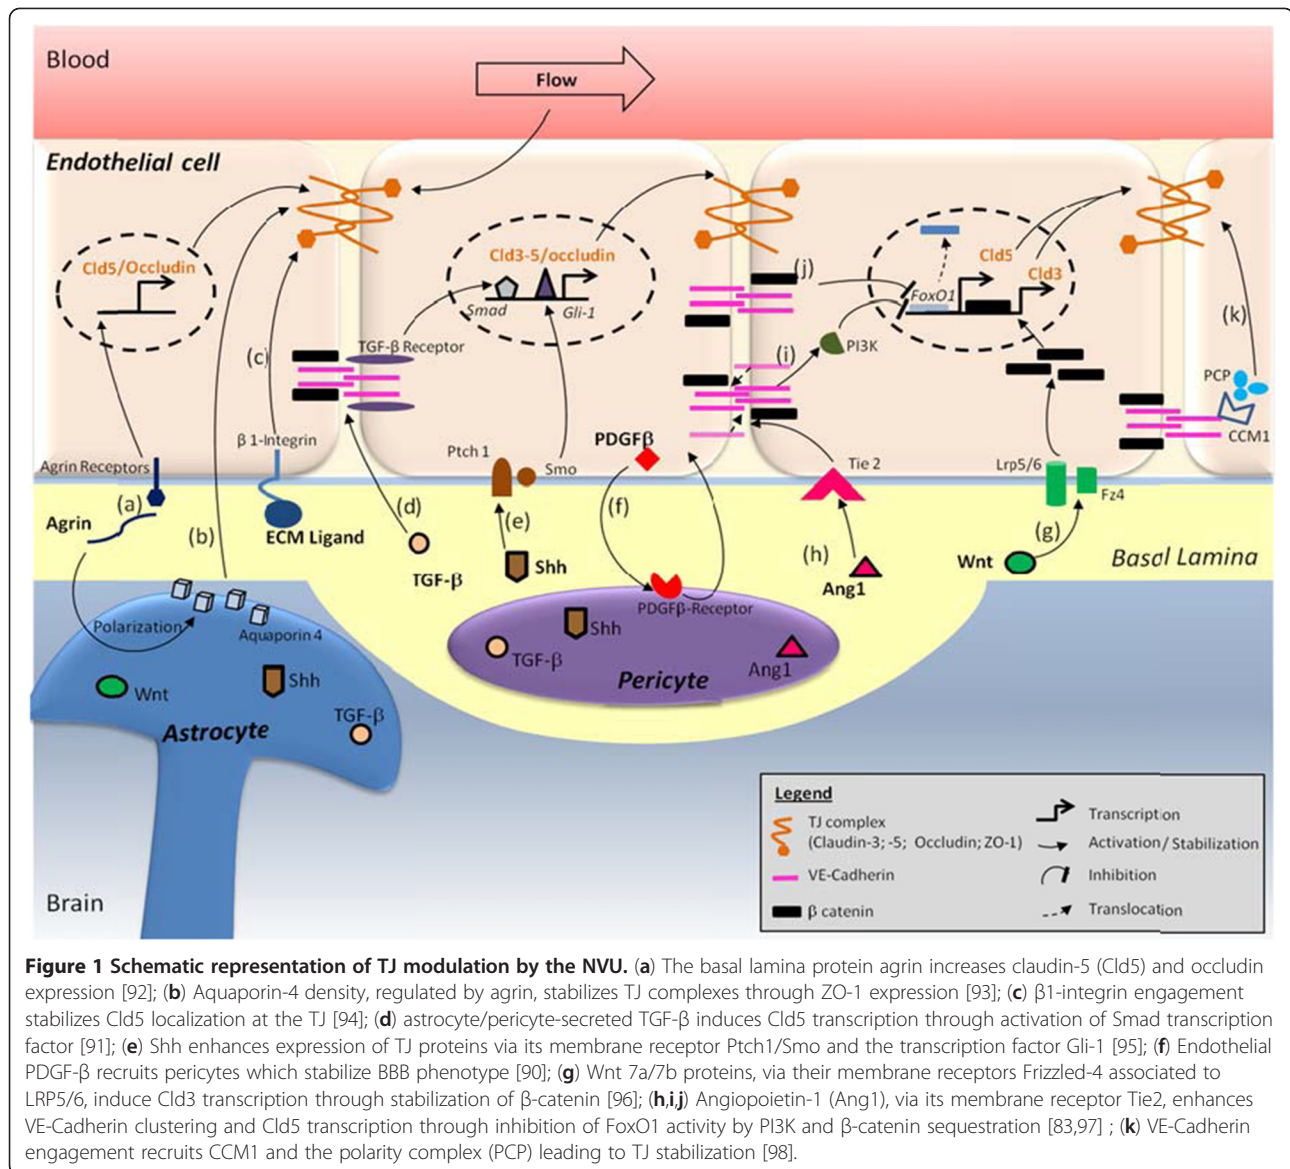 Blood
Flow
Endothelial cell
Cld5/Occludin
Cld3-5/occludin
Smad
Gli-1
Cld5
Cld3
FoxO1
(j)
(k)
(c)
TGF-β Receptor
(i)
PI3K
PCP
CCM1
β 1-Integrin
Ptch 1
Smo
PDGFβ
Tie 2
Lrp5/6
Fz4
Agrin Receptors
(a)
Agrin
(b)
ECM Ligand
(d)
(e)
(f)
(g)
(h)
TGF-β
Shh
Ang1
Wnt
Basal Lamina
Polarization
Aquaporin 4
PDGFβ-Receptor
Shh
TGF-β
Ang1
Pericyte
Wnt
Shh
TGF-β
Astrocyte
Brain
Legend
TJ complex
(Claudin-3; -5; Occludin; ZO-1)
VE-Cadherin
β catenin
Transcription
Activation/ Stabilization
Inhibition
Translocation
Figure 1 Schematic representation of TJ modulation by the NVU. (a) The basal lamina protein agrin increases claudin-5 (Cld5) and occludin
expression [92]; (b) Aquaporin-4 density, regulated by agrin, stabilizes TJ complexes through ZO-1 expression [93]; (c) β1-integrin engagement
stabilizes Cld5 localization at the TJ [94]; (d) astrocyte/pericyte-secreted TGF-β induces Cld5 transcription through activation of Smad transcription
factor [91]; (e) Shh enhances expression of TJ proteins via its membrane receptor Ptch1/Smo and the transcription factor Gli-1 [95]; (f) Endothelial
PDGF-β recruits pericytes which stabilize BBB phenotype [90]; (g) Wnt 7a/7b proteins, via their membrane receptors Frizzled-4 associated to
LRP5/6, induce Cld3 transcription through stabilization of β-catenin [96]; (h,i,j) Angiopoietin-1 (Ang1), via its membrane receptor Tie2, enhances
VE-Cadherin clustering and Cld5 transcription through inhibition of FoxO1 activity by PI3K and β-catenin sequestration [83,97] ; (k) VE-Cadherin
engagement recruits CCM1 and the polarity complex (PCP) leading to TJ stabilization [98].